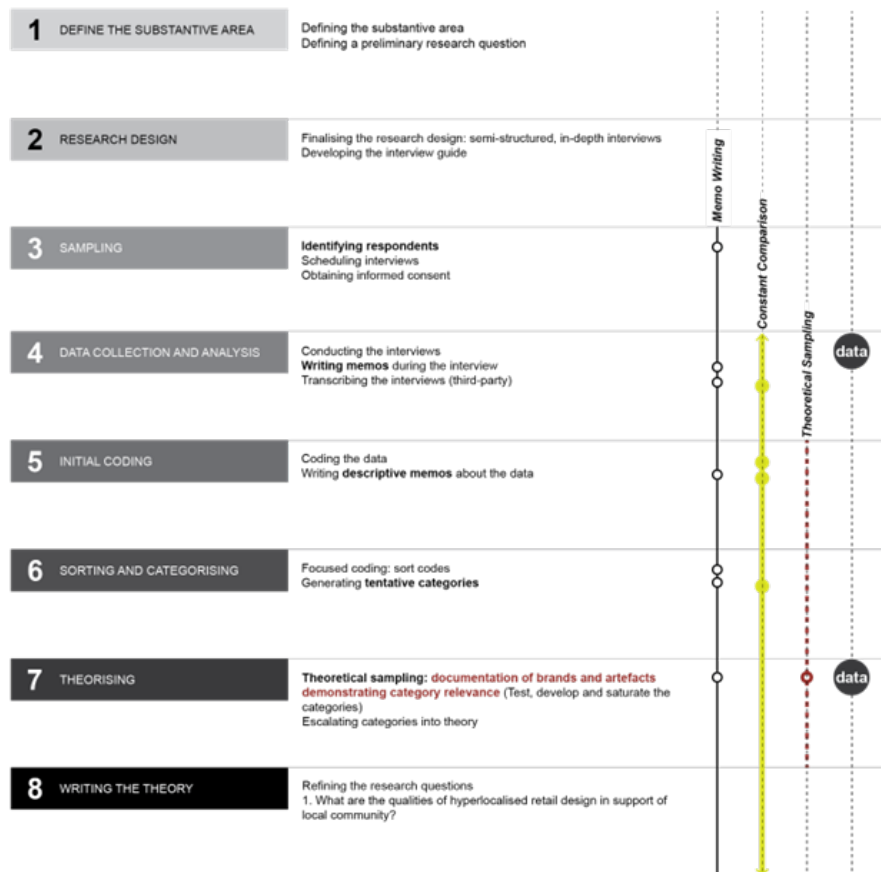 1 DEFINE THE SUBSTANTIVE AREA
Defining the substantive area
Defining a preliminary research question
2 RESEARCH DESIGN
Finalising the research design: semi-structured, in-depth interviews
Developing the interview guide
Memo Writing
3 SAMPLING
Identifying respondents
Scheduling interviews
Obtaining informed consent
Constant Comparison
4 DATA COLLECTION AND ANALYSIS
Conducting the interviews
Writing memos during the interview
Transcribing the interviews (third-party)
Theoretical Sampling
data
5 INITIAL CODING
Coding the data
Writing descriptive memos about the data
6 SORTING AND CATEGORISING
Focused coding: sort codes
Generating tentative categories
7 THEORISING
Theoretical sampling: documentation of brands and artefacts
demonstrating category relevance (Test, develop and saturate the
categories)
Escalating categories into theory
data
8 WRITING THE THEORY
Refining the research questions
1. What are the qualities of hyperlocalised retail design in support of
local community?